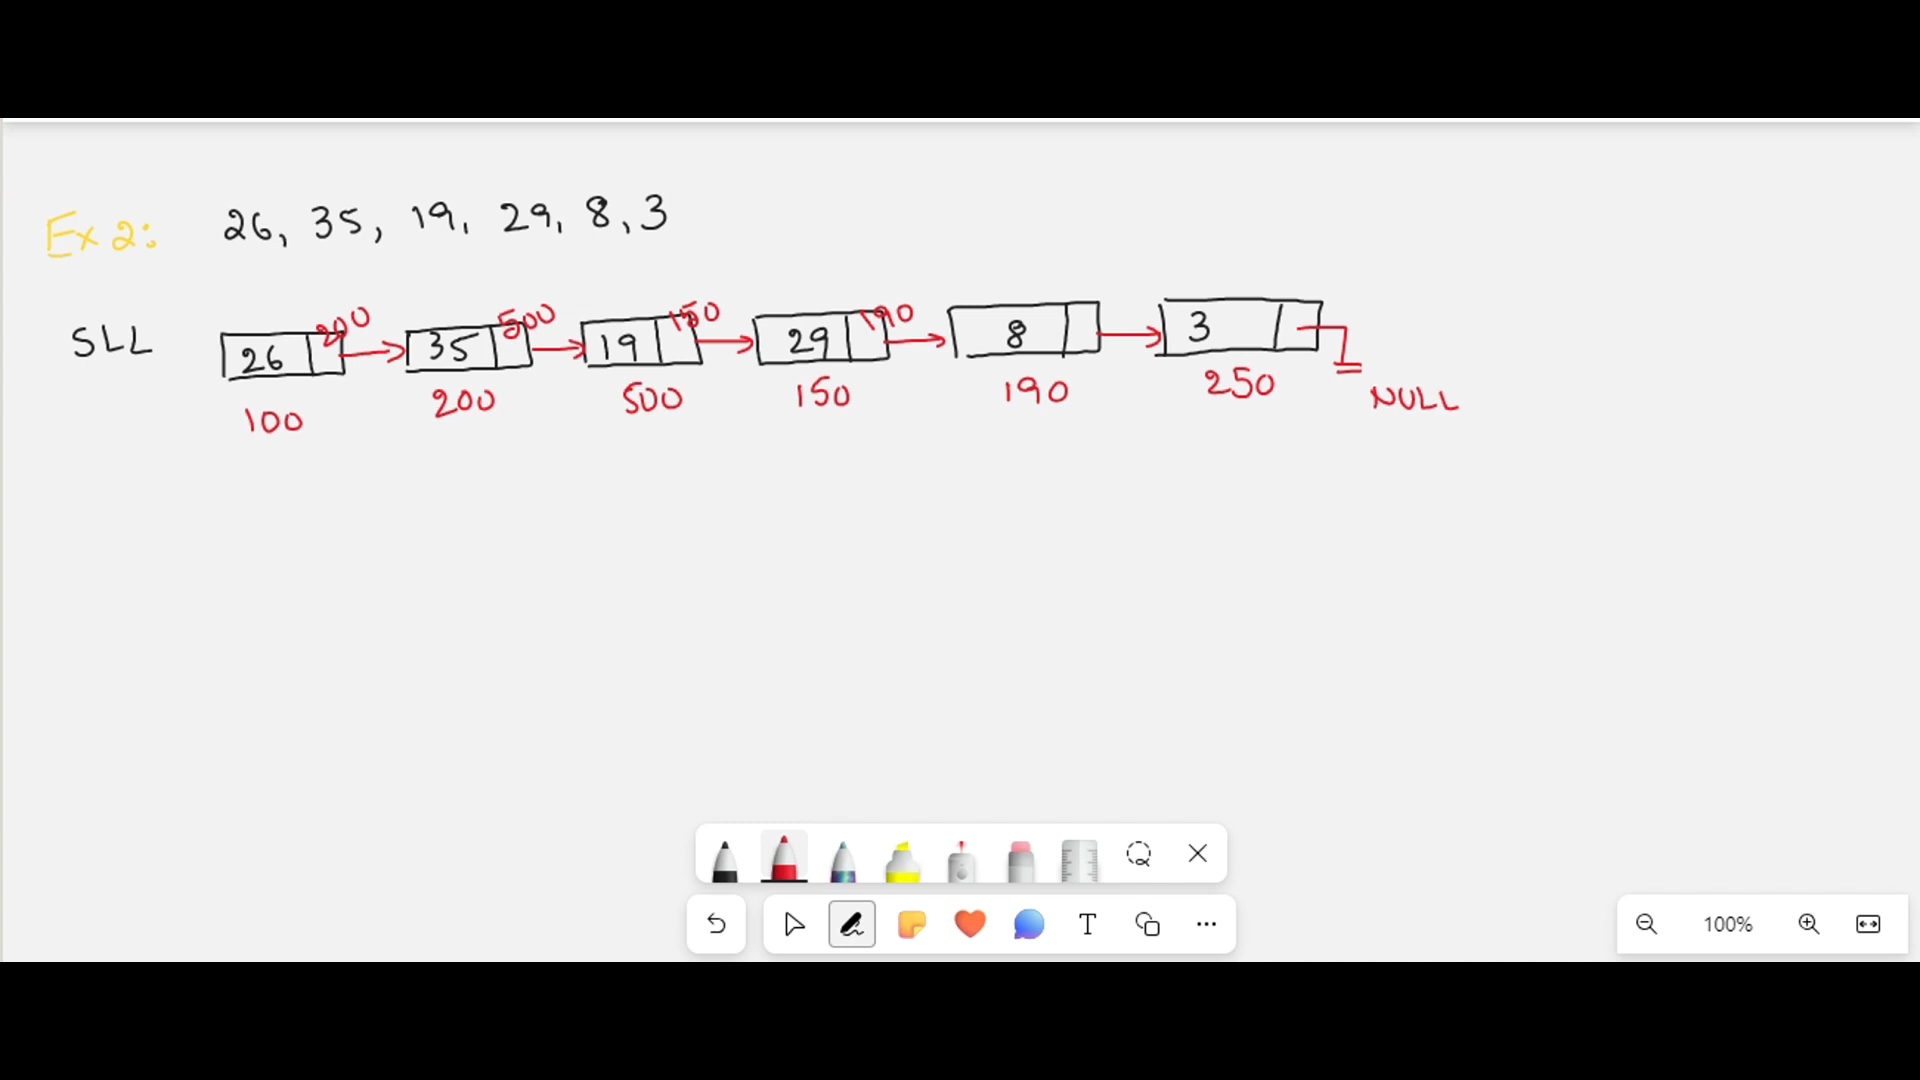 Ex 2: 26, 35, 19, 29, 8, 3
200 500 150 190
SLL 26 35 19 29 8 3
100 200 500 150 190 250 NULL
T
100%